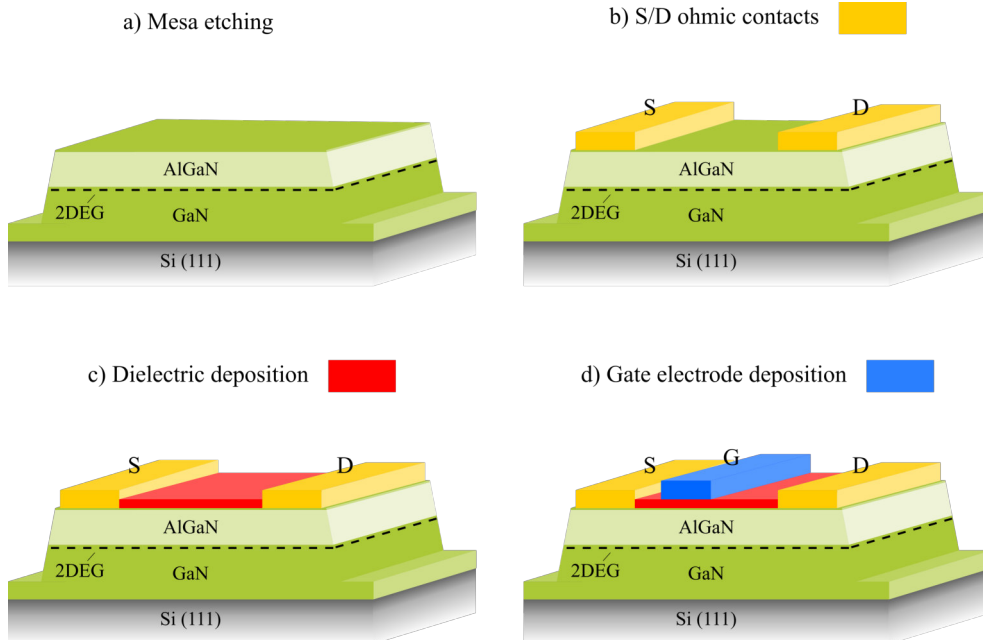 a) Mesa etching
AlGaN
2DEG
GaN
Si (111)
b) S/D ohmic contacts
S
D
AlGaN
2DEG
GaN
Si (111)
c) Dielectric deposition
S
D
AlGaN
2DEG
GaN
Si (111)
d) Gate electrode deposition
S
G
D
AlGaN
2DEG
GaN
Si (111)